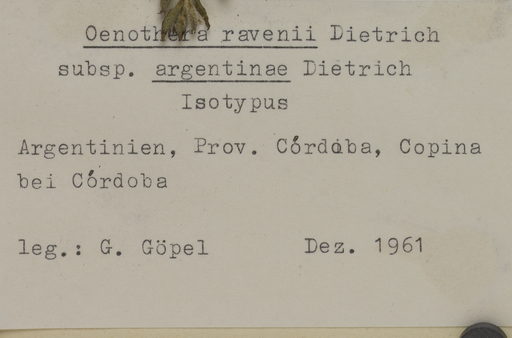 Oenothera ravenii Dietrich
subsp. argentinae Dietrich
Isotypus
Argentinien, Prov. Córdoba, Copina
bei Córdoba
leg.: G. Göpel Dez. 1961